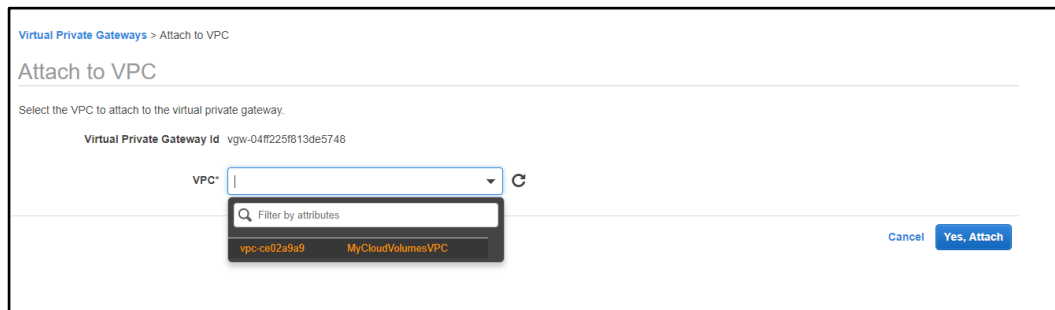 Virtual Private Gateways > Attach to VPC
Attach to VPC
Select the VPC to attach to the virtual private gateway.
Virtual Private Gateway Id vgw-04ff225f813de5748
VPC*
Filter by attributes
vpc-ce02a9a9 MyCloudVolumesVPC
Cancel Yes, Attach